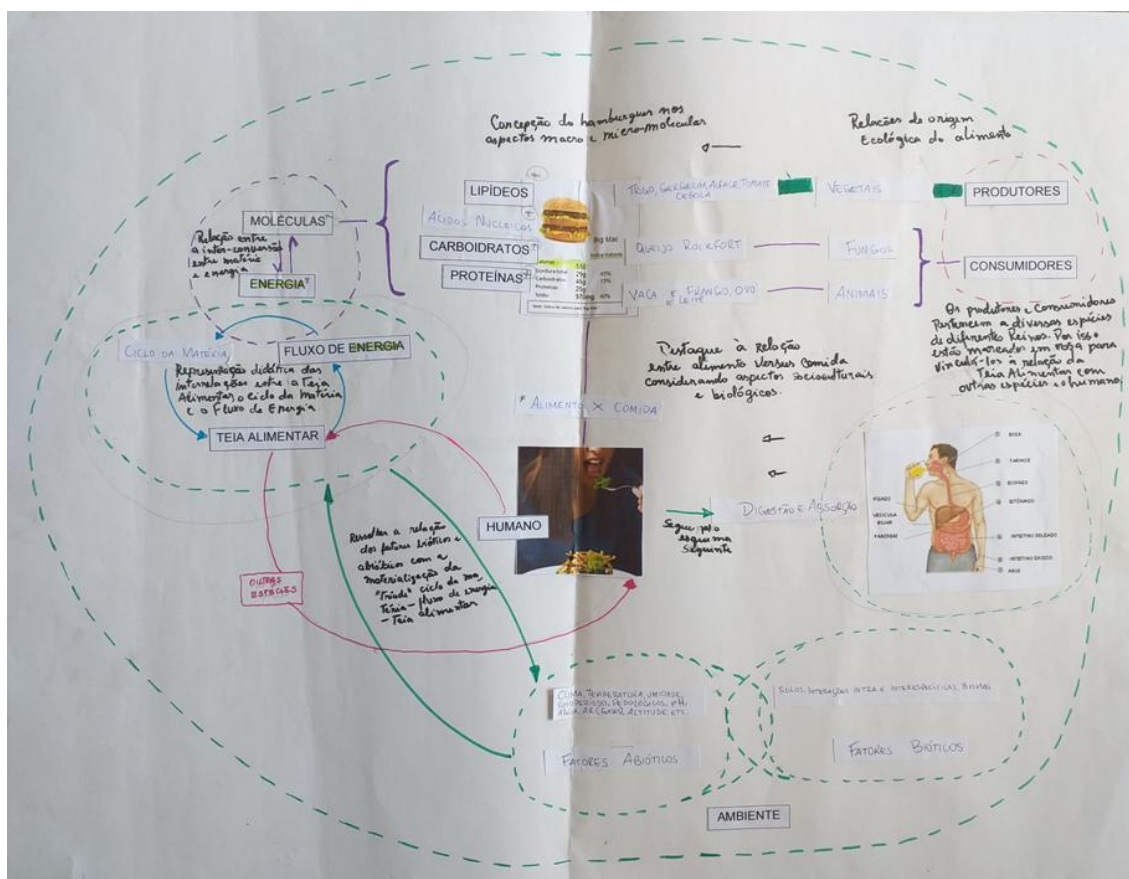 Concepção do hamburguer nos
aspectos macro e micro-molecular
Relações de origem
Ecológica do alimento
LIPÍDEOS
ÁCIDOS NUCLEICOS
CARBOIDRATOS
PROTEÍNAS
MOLÉCULAS
Relação entre
a inter-conversão
entre matéria
e energia
ENERGIA
Big Mac
TRIGO, GERGELIM, ALFACE, TOMATE
CEBOLA
VEGETAIS
PRODUTORES
QUEIJO ROCKFORT
FUNGOS
CONSUMIDORES
VACA E LEITE, FRANGO, OVO
ANIMAIS
Os produtores e consumidores
Pertencem a diversas espécies
de diferentes Reinos. Por isso
estão marcados em rosa para
vinculá-los à relação da
Teia Alimentar com
outras espécies e o humano
CICLO DA MATÉRIA
FLUXO DE ENERGIA
Representação didática das
interrelações entre a Teia
Alimentar, o ciclo da matéria
e o Fluxo de Energia
TEIA ALIMENTAR
Destaque à Relação
entre alimento versus comida
considerando aspectos socioculturais
e biológicos.
* ALIMENTO X COMIDA
HUMANO
Segue pelo
esquema
seguinte
DIGESTÃO E ABSORÇÃO
BOCA
FARINGE
ESÔFAGO
ESTÔMAGO
FÍGADO
VESÍCULA
BILIAR
PÂNCREAS
INTESTINO DELGADO
INTESTINO GROSSO
ÂNUS
Ressaltar a relação
dos fatores bióticos e
abióticos com a
materialização da
"Tríade" ciclo da ma
Téria - fluxo de energia
- Teia alimentar
OUTRAS
ESPÉCIES
CLIMA, TEMPERATURA, UMIDADE,
FOTOPERÍODO, PEDOLÓGICOS, PH,
ÁGUA, AR, ALTITUDE, ETC.
FATORES ABIÓTICOS
SOLOS, INTERAÇÕES INTRA E INTERESPECÍFICAS, BIOMAS
FATORES BIÓTICOS
AMBIENTE